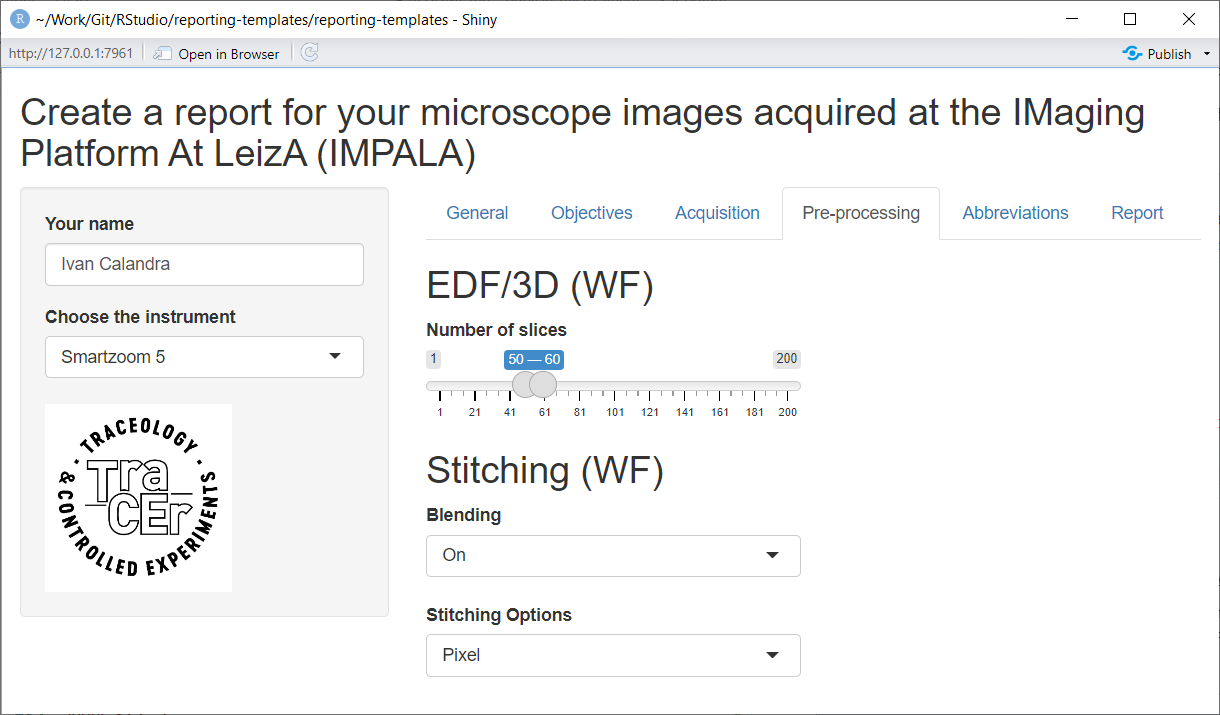 ~/Work/Git/RStudio/reporting-templates/reporting-templates - Shiny
http://127.0.0.1:7961 Open in Browser Publish
Create a report for your microscope images acquired at the IMaging
Platform At LeizA (IMPALA)
Your name
Ivan Calandra
Choose the instrument
Smartzoom 5
· TRACEOLOGY ·
& CONTROLLED EXPERIMENTS
TraCEr
General Objectives Acquisition Pre-processing Abbreviations Report
EDF/3D (WF)
Number of slices
1 50 — 60 200
1 21 41 61 81 101 121 141 161 181 200
Stitching (WF)
Blending
On
Stitching Options
Pixel